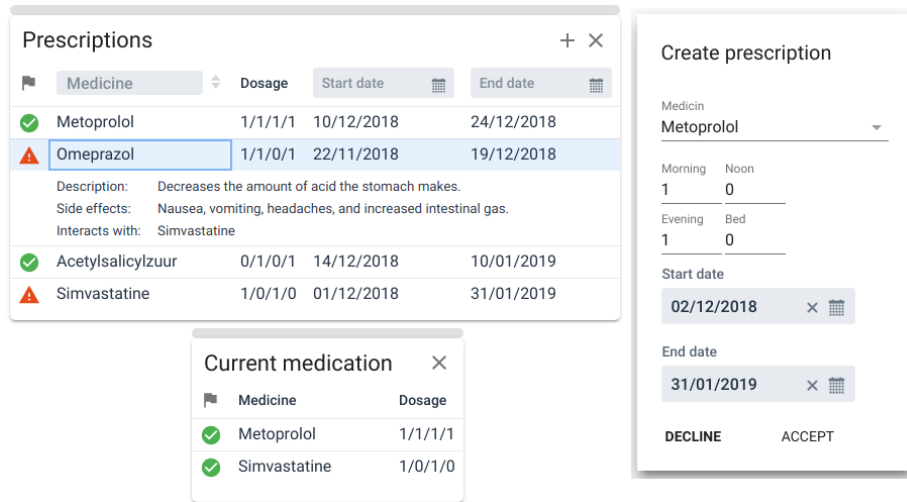 Prescriptions
Medicine Dosage Start date End date
Metoprolol 1/1/1/1 10/12/2018 24/12/2018
Omeprazol 1/1/0/1 22/11/2018 19/12/2018
Description: Decreases the amount of acid the stomach makes.
Side effects: Nausea, vomiting, headaches, and increased intestinal gas.
Interacts with: Simvastatine
Acetylsalicylzuur 0/1/0/1 14/12/2018 10/01/2019
Simvastatine 1/0/1/0 01/12/2018 31/01/2019
Current medication
Medicine Dosage
Metoprolol 1/1/1/1
Simvastatine 1/0/1/0
Create prescription
Medicin
Metoprolol
Morning Noon
1 0
Evening Bed
1 0
Start date
02/12/2018
End date
31/01/2019
DECLINE ACCEPT